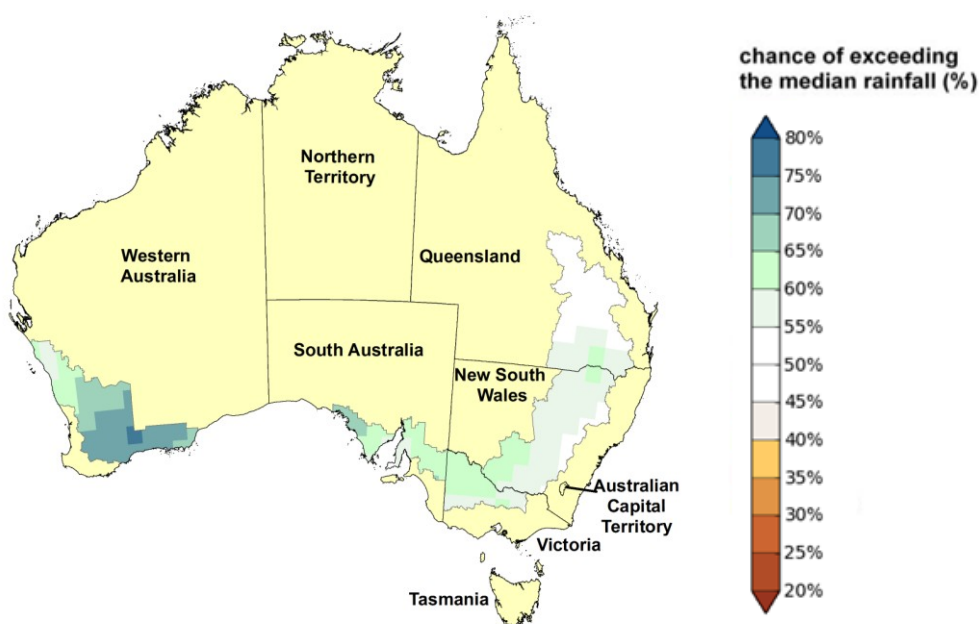 chance of exceeding
the median rainfall (%)
80%
75%
70%
65%
60%
55%
50%
45%
40%
35%
30%
25%
20%
Northern
Territory
Western
Australia
Queensland
South Australia
New South
Wales
Australian
Capital
Territory
Victoria
Tasmania